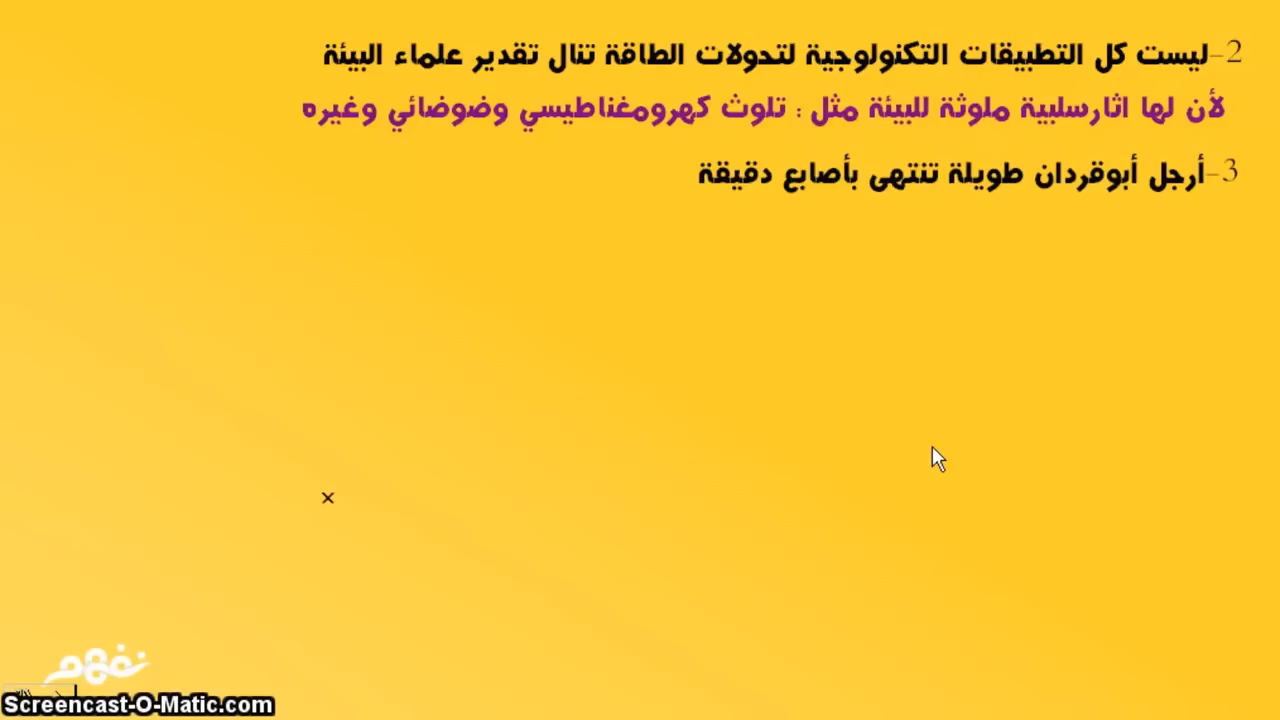 2-ليست كل التطبيقات التكنولوجية لتحولات الطاقة تنال تقدير علماء البيئة
لأن لها اثارسلبية ملوثة للبيئة مثل : تلوث كهرومغناطيسي وضوضائي وغيره
3-أرجل أبوقردان طويلة تنتهى بأصابع دقيقة
نفهم
Screencast-O-Matic.com